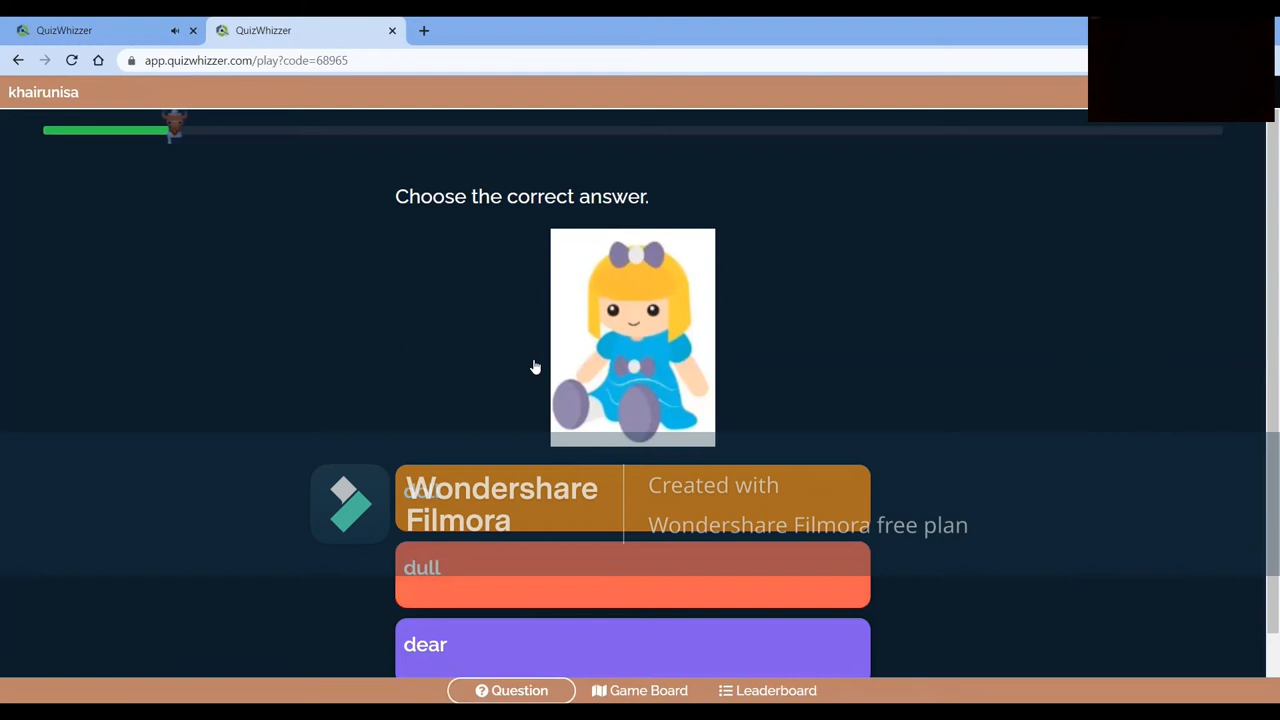 QuizWhizzer
QuizWhizzer
app.quizwhizzer.com/play?code=68965
khairunisa
Choose the correct answer.
Wondershare
Filmora
Created with
Wondershare Filmora free plan
dull
dear
Question
Game Board
Leaderboard